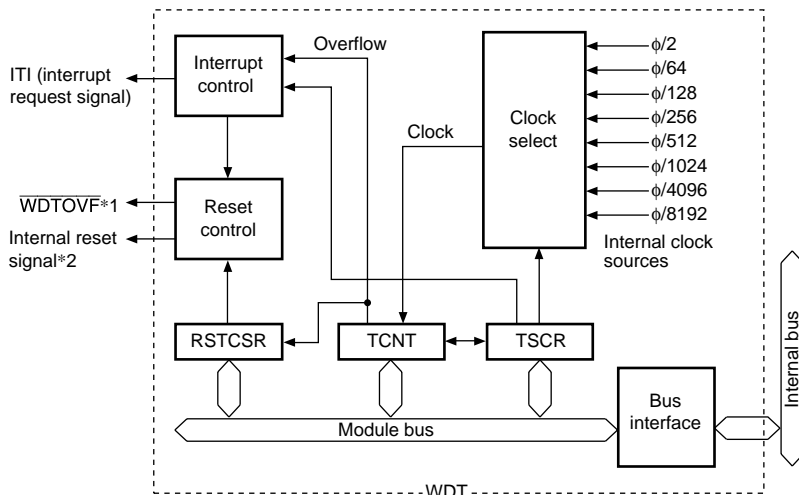 Overflow
ITI (interrupt
request signal)
Interrupt
control
ϕ/2
ϕ/64
ϕ/128
ϕ/256
ϕ/512
ϕ/1024
ϕ/4096
ϕ/8192
Clock
select
Clock
WDTOVF*1
Internal reset
signal*2
Reset
control
Internal clock
sources
RSTCSR
TCNT
TSCR
Module bus
Bus
interface
Internal bus
WDT